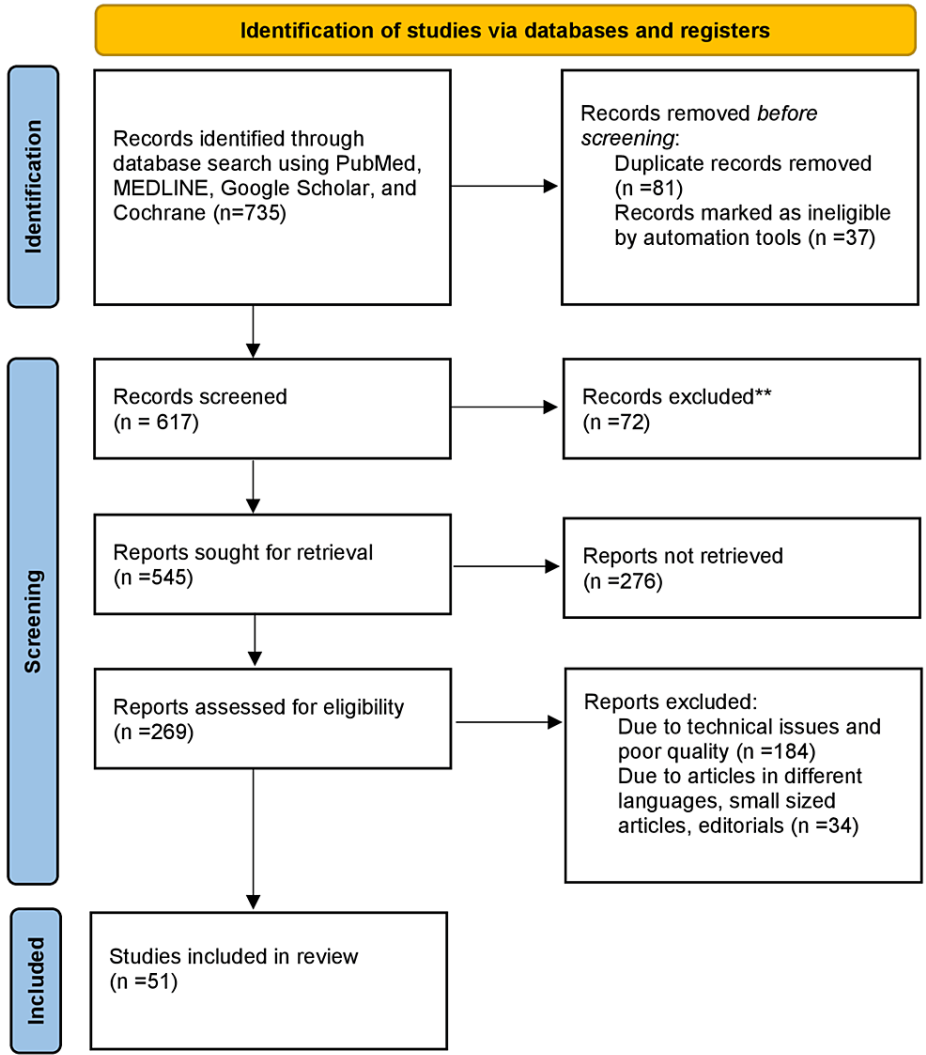 Identification of studies via databases and registers
Identification
Records identified through
database search using PubMed,
MEDLINE, Google Scholar, and
Cochrane (n=735)
Records removed before
screening:
Duplicate records removed
(n =81)
Records marked as ineligible
by automation tools (n =37)
Screening
Records screened
(n = 617)
Records excluded**
(n =72)
Reports sought for retrieval
(n =545)
Reports not retrieved
(n =276)
Reports assessed for eligibility
(n =269)
Reports excluded:
Due to technical issues and
poor quality (n =184)
Due to articles in different
languages, small sized
articles, editorials (n =34)
Included
Studies included in review
(n =51)